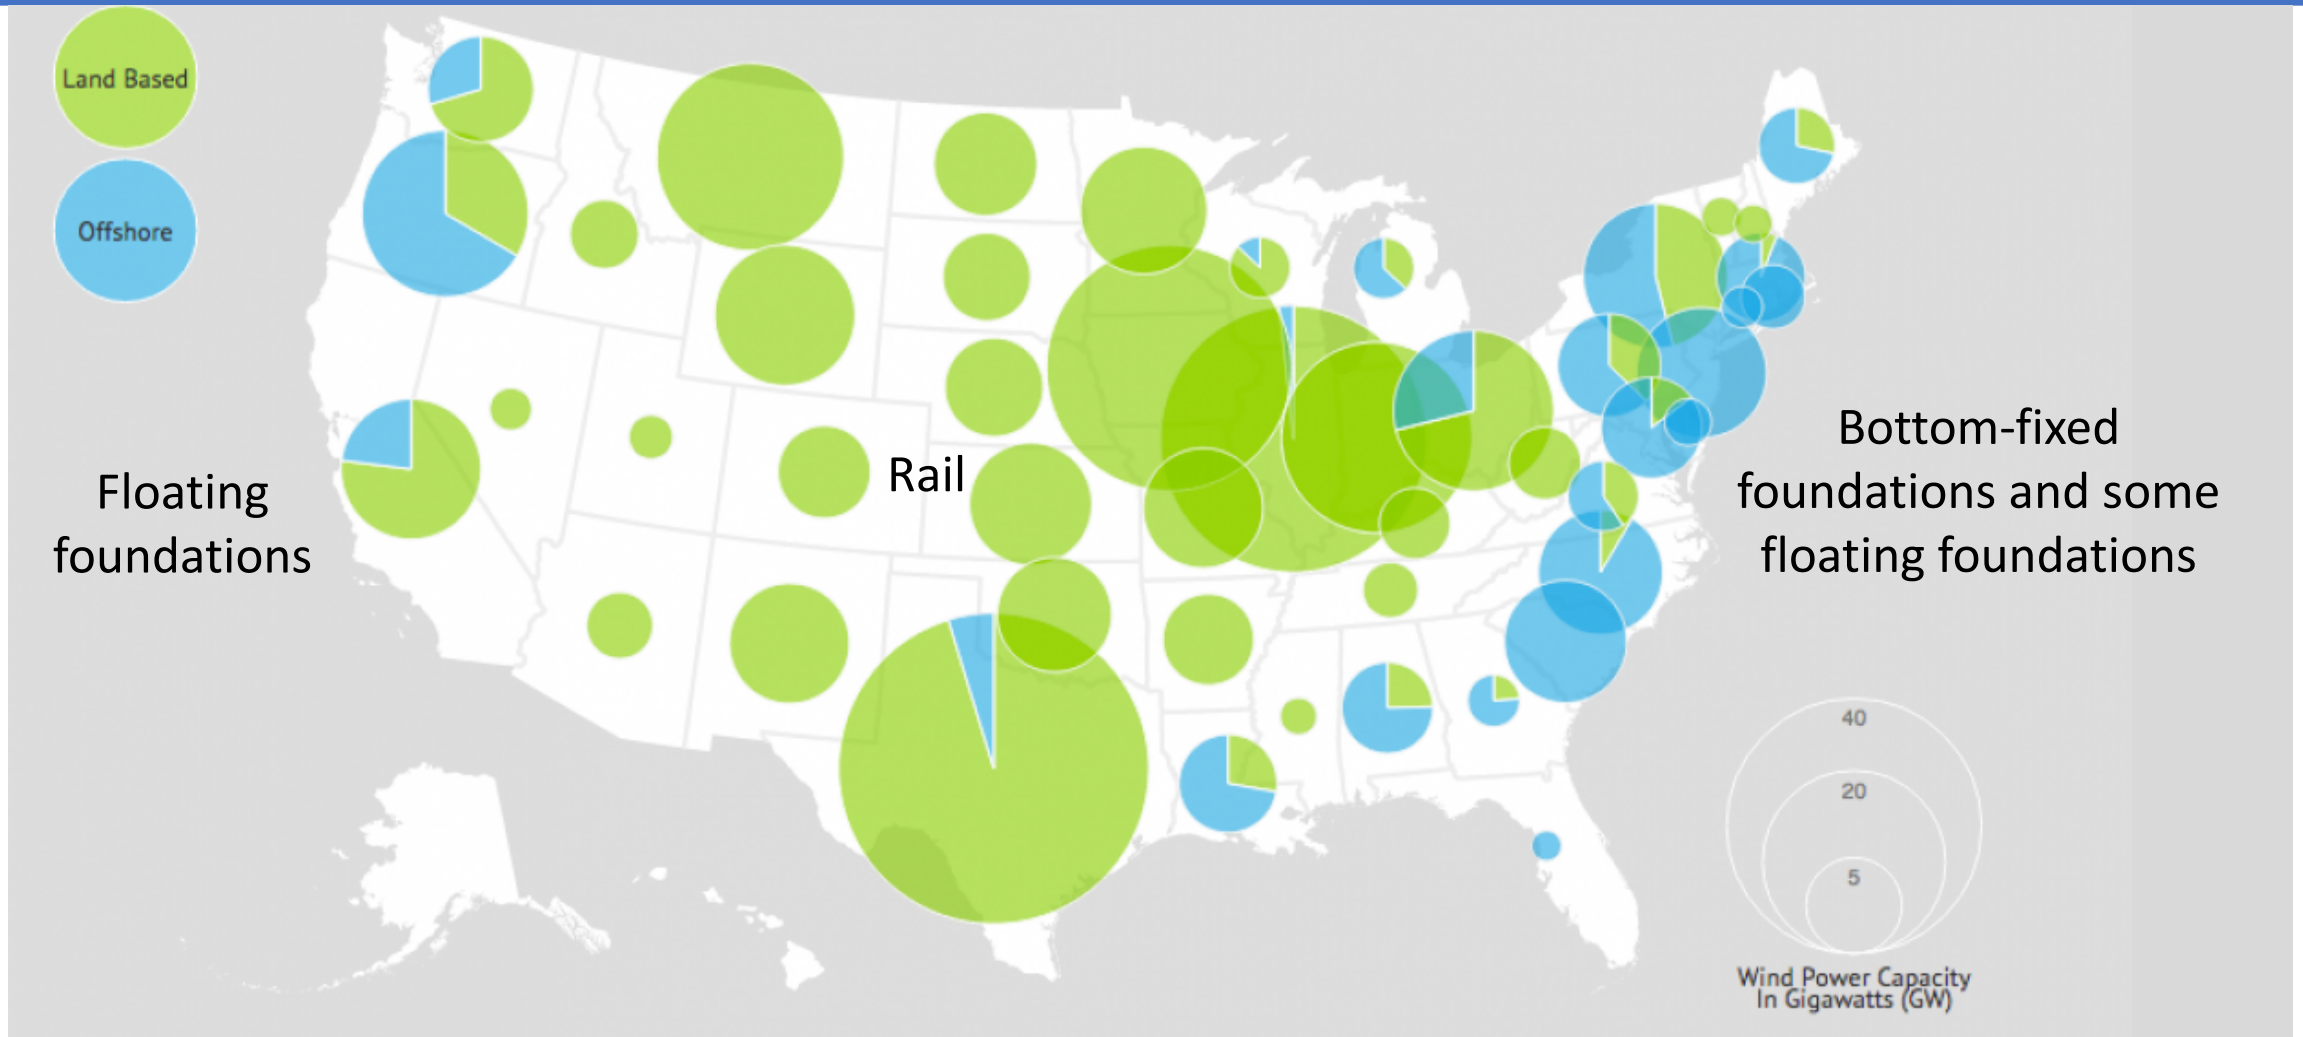 Land Based
Offshore
Floating
foundations
Rail
Bottom-fixed
foundations and some
floating foundations
40
20
5
Wind Power Capacity
In Gigawatts (GW)